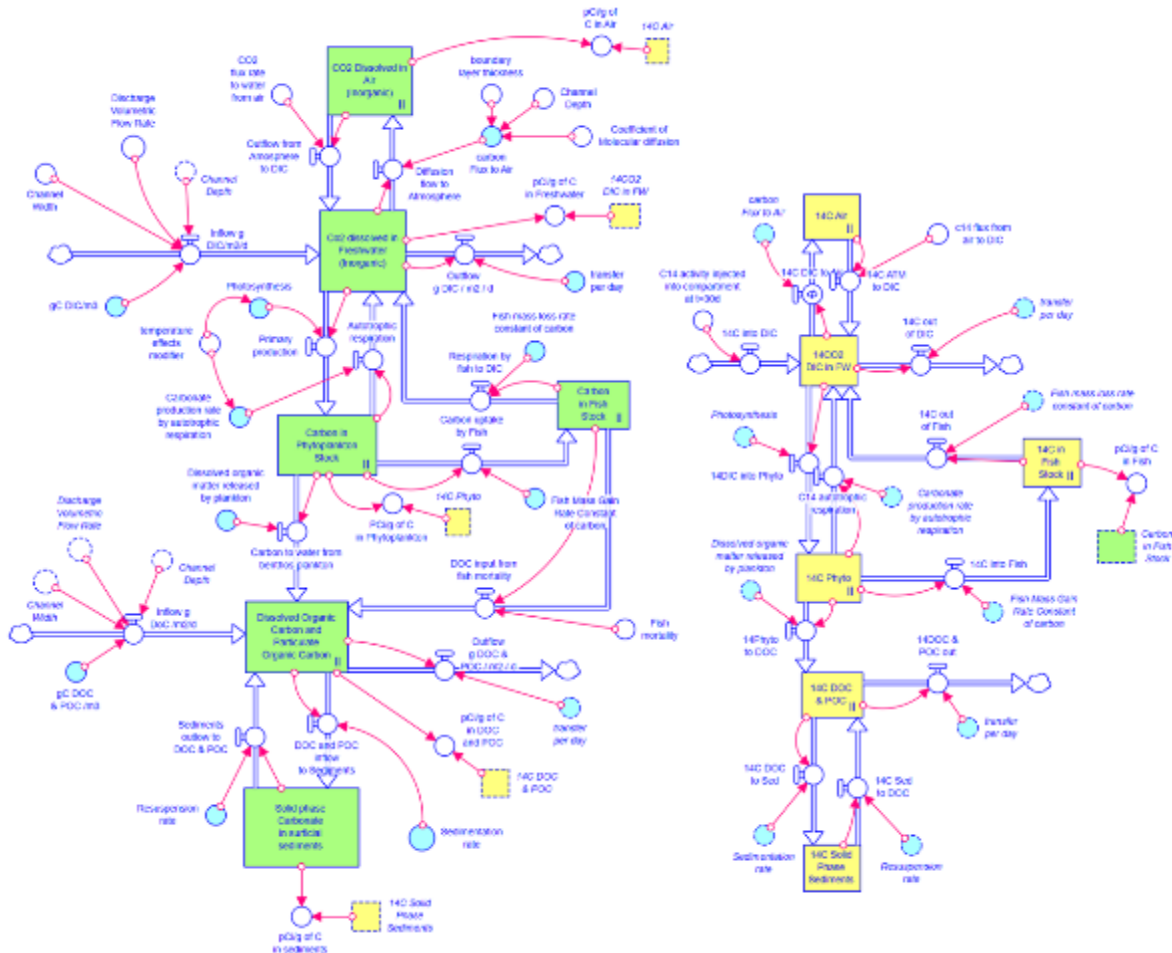 pCi/g of
C in Air
14C Air
CO2
flux rate
to water
from air
CO2 Dissolved in
Air
(Inorganic)
boundary
layer thickness
Channel
Depth
Discharge
Volumetric
Flow Rate
Outflow from
Amosphere
to DIC
carbon
Flux to Air
Coefficient of
Molecular diffusion
Channel
Depth
Channel
Width
Diffusion
flow to
Atmosphere
pCi/g of C
in Freshwater
14CO2
DIC in FW
Inflow g
DIC/m2/d
Co2 dissolved in
Freshwater
(Inorganic)
Outflow
g DIC / m2 / d
transfer
per day
gC DIC/m3
Photosynthesis
temperature
effects
modifier
Primary
production
Autotrophic
respiration
Fish mass loss rate
constant of carbon
Respiration by
fish to DIC
Carbon
in Fish
Stock
Carbonate
production rate
by autotrophic
respiration
Carbon in
Phytoplankton
Stock
Carbon uptake
by Fish
Dissolved organic
matter released
by plankton
14C Phyto
PCi/g of C
in Phytoplankton
Fish Mass Gain
Rate Constant
of carbon
Discharge
Volumetric
Flow Rate
Carbon to water from
benthos plankton
DOC input from
fish mortality
Channel
Depth
Channel
Width
Inflow g
DoC /m2/d
Dissolved Organic
Carbon and
Particulate
Organic Carbon
Fish
mortality
Outflow
g DOC &
POC / m2 / d
gC DOC
& POC /m3
Sediments
outflow to
DOC & POC
DOC and POC
inflow
to Sediments
pCi/g of C
in DOC
and POC
transfer
per day
14C DOC
& POC
Resuspension
rate
Solid phase
Carbonate
in surficial
sediments
Sedimentation
rate
14C Solid
Phase
Sediments
pCi/g of C
in sediments
carbon
Flux to Air
14C Air
c14 flux from
air to DIC
C14 activity injected
into compartment
at t=30d
14C DIC to Air
14C ATM
to DIC
transfer
per day
14C into DIC
14CO2
DIC in FW
14C out
of DIC
Photosynthesis
14C out
of Fish
Fish mass loss rate
constant of carbon
14C in
Fish
Stock
pCi/g of C
in Fish
14DIC into Phyto
C14 autotrophic
respiration
Carbonate
production rate
by autotrophic
respiration
Carbon
in Fish
Stock
Dissolved organic
matter released
by plankton
14C Phyto
14C into Fish
Fish Mass Gain
Rate Constant
of carbon
14Phyto
to DOC
14DOC &
POC out
14C DOC
& POC
transfer
per day
14C DOC
to Sed
14C Sed
to DOC
Sedimentation
rate
14C Solid
Phase
Sediments
Resuspension
rate